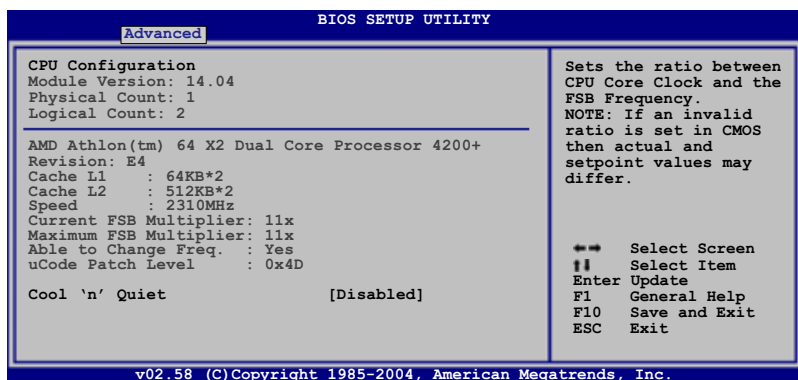 BIOS SETUP UTILITY
Advanced
CPU Configuration
Module Version: 14.04
Physical Count: 1
Logical Count: 2
AMD Athlon(tm) 64 X2 Dual Core Processor 4200+
Revision: E4
Cache L1 : 64KB*2
Cache L2 : 512KB*2
Speed : 2310MHz
Current FSB Multiplier: 11x
Maximum FSB Multiplier: 11x
Able to Change Freq. : Yes
uCode Patch Level : 0x4D
Cool ‘n’ Quiet [Disabled]
Sets the ratio between
CPU Core Clock and the
FSB Frequency.
NOTE: If an invalid
ratio is set in CMOS
then actual and
setpoint values may
differ.
←→ Select Screen
↑↓ Select Item
Enter Update
F1 General Help
F10 Save and Exit
ESC Exit
v02.58 (C)Copyright 1985-2004, American Megatrends, Inc.